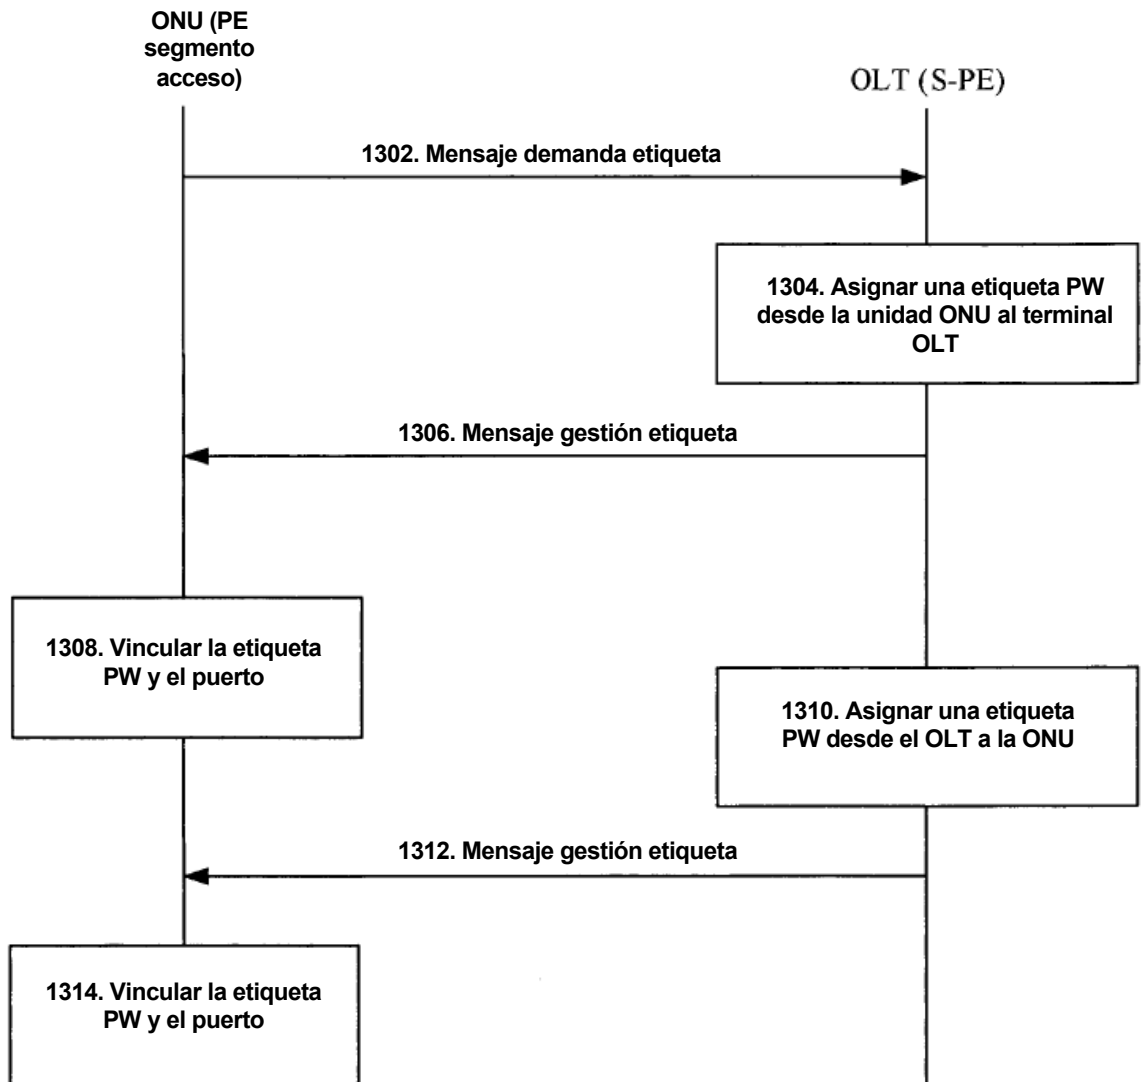 ONU (PE
segmento
acceso)
OLT (S-PE)
1302. Mensaje demanda etiqueta
1304. Asignar una etiqueta PW
desde la unidad ONU al terminal
OLT
1306. Mensaje gestión etiqueta
1308. Vincular la etiqueta
PW y el puerto
1310. Asignar una etiqueta
PW desde el OLT a la ONU
1312. Mensaje gestión etiqueta
1314. Vincular la etiqueta
PW y el puerto